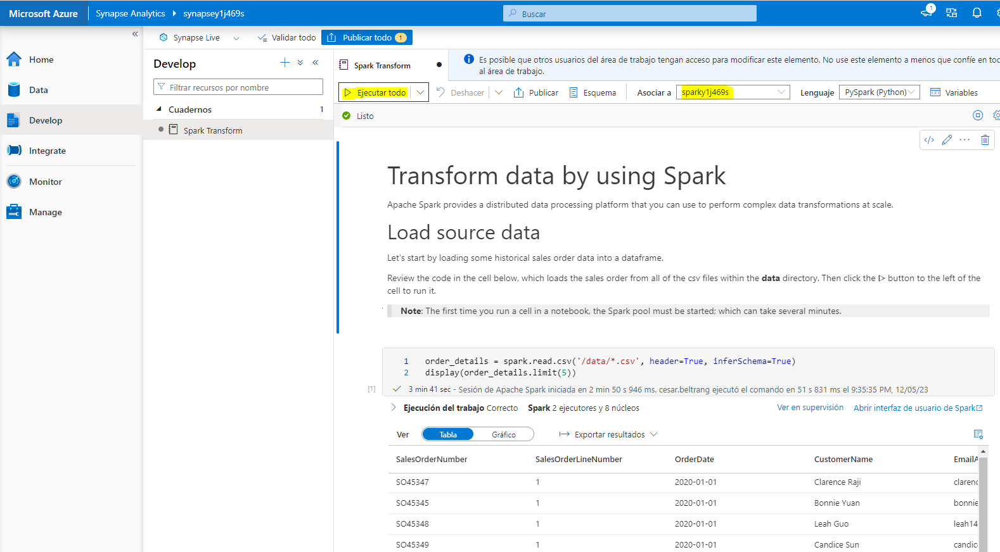 Microsoft Azure
Synapse Analytics
synapsey1j469s
Buscar
1
Home
Data
Develop
Integrate
Monitor
Manage
Synapse Live
Validar todo
Publicar todo 1
Develop
Filtrar recursos por nombre
Cuadernos 1
Spark Transform
Spark Transform
Es posible que otros usuarios del área de trabajo tengan acceso para modificar este elemento. No use este elemento a menos que confíe en toc
al área de trabajo.
Ejecutar todo
Deshacer
Publicar
Esquema
Asociar a
sparky1j469s
Lenguaje
PySpark (Python)
Variables
Listo
Transform data by using Spark
Apache Spark provides a distributed data processing platform that you can use to perform complex data transformations at scale.
Load source data
Let's start by loading some historical sales order data into a dataframe.
Review the code in the cell below, which loads the sales order from all of the csv files within the data directory. Then click the ▷ button to the left of the
cell to run it.
Note: The first time you run a cell in a notebook, the Spark pool must be started; which can take several minutes.
1 order_details = spark.read.csv('/data/*.csv', header=True, inferSchema=True)
2 display(order_details.limit(5))
[1]
3 min 41 sec - Sesión de Apache Spark iniciada en 2 min 50 s 946 ms. cesar.beltrang ejecutó el comando en 51 s 831 ms el 9:35:35 PM, 12/05/23
Ejecución del trabajo Correcto Spark 2 ejecutores y 8 núcleos
Ver en supervisión
Abrir interfaz de usuario de Spark
Ver
Tabla
Gráfico
Exportar resultados
SalesOrderNumber SalesOrderLineNumber OrderDate CustomerName EmailA
SO45347 1 2020-01-01 Clarence Raji clarenc
SO45345 1 2020-01-01 Bonnie Yuan bonnie
SO45348 1 2020-01-01 Leah Guo leah14
SO45349 1 2020-01-01 Candice Sun candic